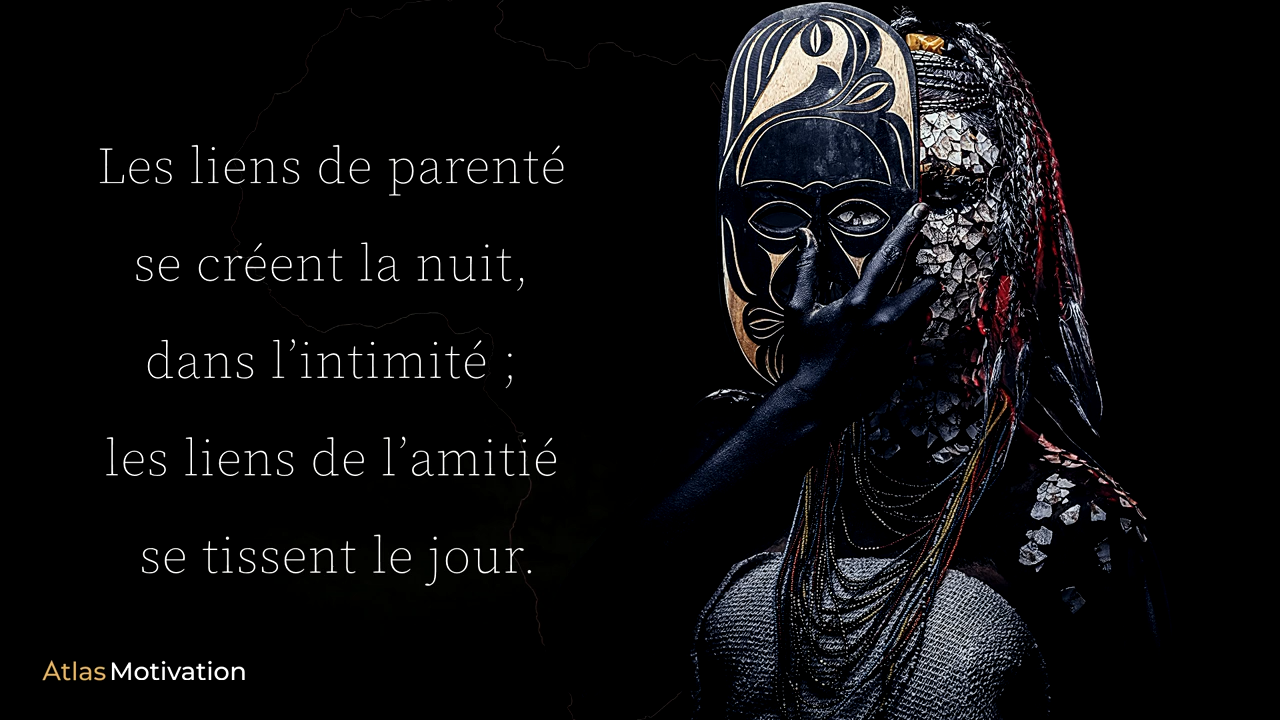 Les liens de parenté
se créent la nuit,
dans l’intimité ;
les liens de l’amitié
se tissent le jour.
Atlas Motivation